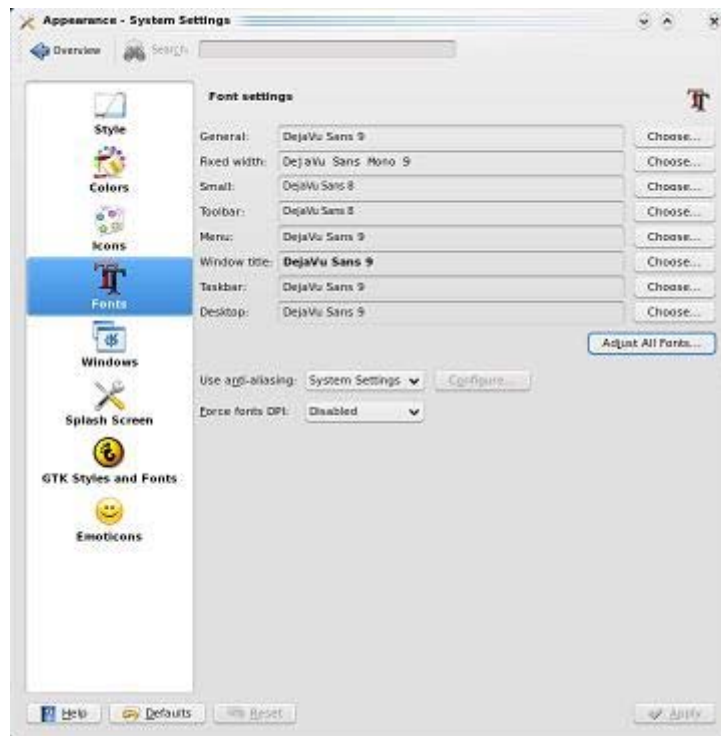 Appearance - System Settings
Overview Search:
Font settings
Style
Colors
Icons
Fonts
Windows
Splash Screen
GTK Styles and Fonts
Emoticons
General: DejaVu Sans 9 Choose...
Fixed width: DejaVu Sans Mono 9 Choose...
Small: DejaVu Sans 8 Choose...
Toolbar: DejaVu Sans 8 Choose...
Menu: DejaVu Sans 9 Choose...
Window title: DejaVu Sans 9 Choose...
Taskbar: DejaVu Sans 9 Choose...
Desktop: DejaVu Sans 9 Choose...
Adjust All Fonts...
Use anti-aliasing: System Settings Configure...
Force fonts DPI: Disabled
Help Defaults Reset Apply